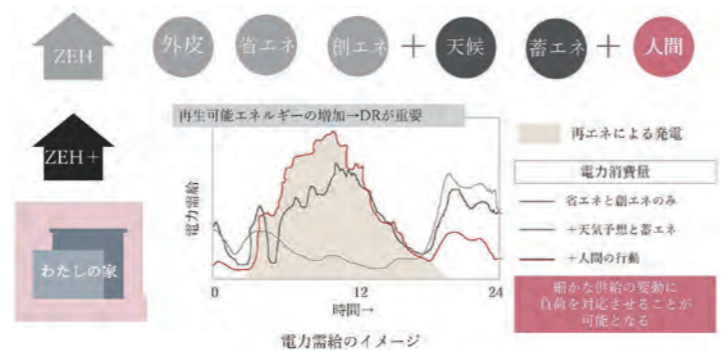 ZEH
外皮
省エネ
創エネ
+
天候
蓄エネ
+
人間
ZEH+
わたしの家
再生可能エネルギーの増加→DRが重要
電力需給
0
12
24
時間→
電力需給のイメージ
再エネによる発電
電力消費量
省エネと創エネのみ
+天気予想と蓄エネ
+人間の行動
細かな供給の変動に
負荷を対応させることが
可能となる